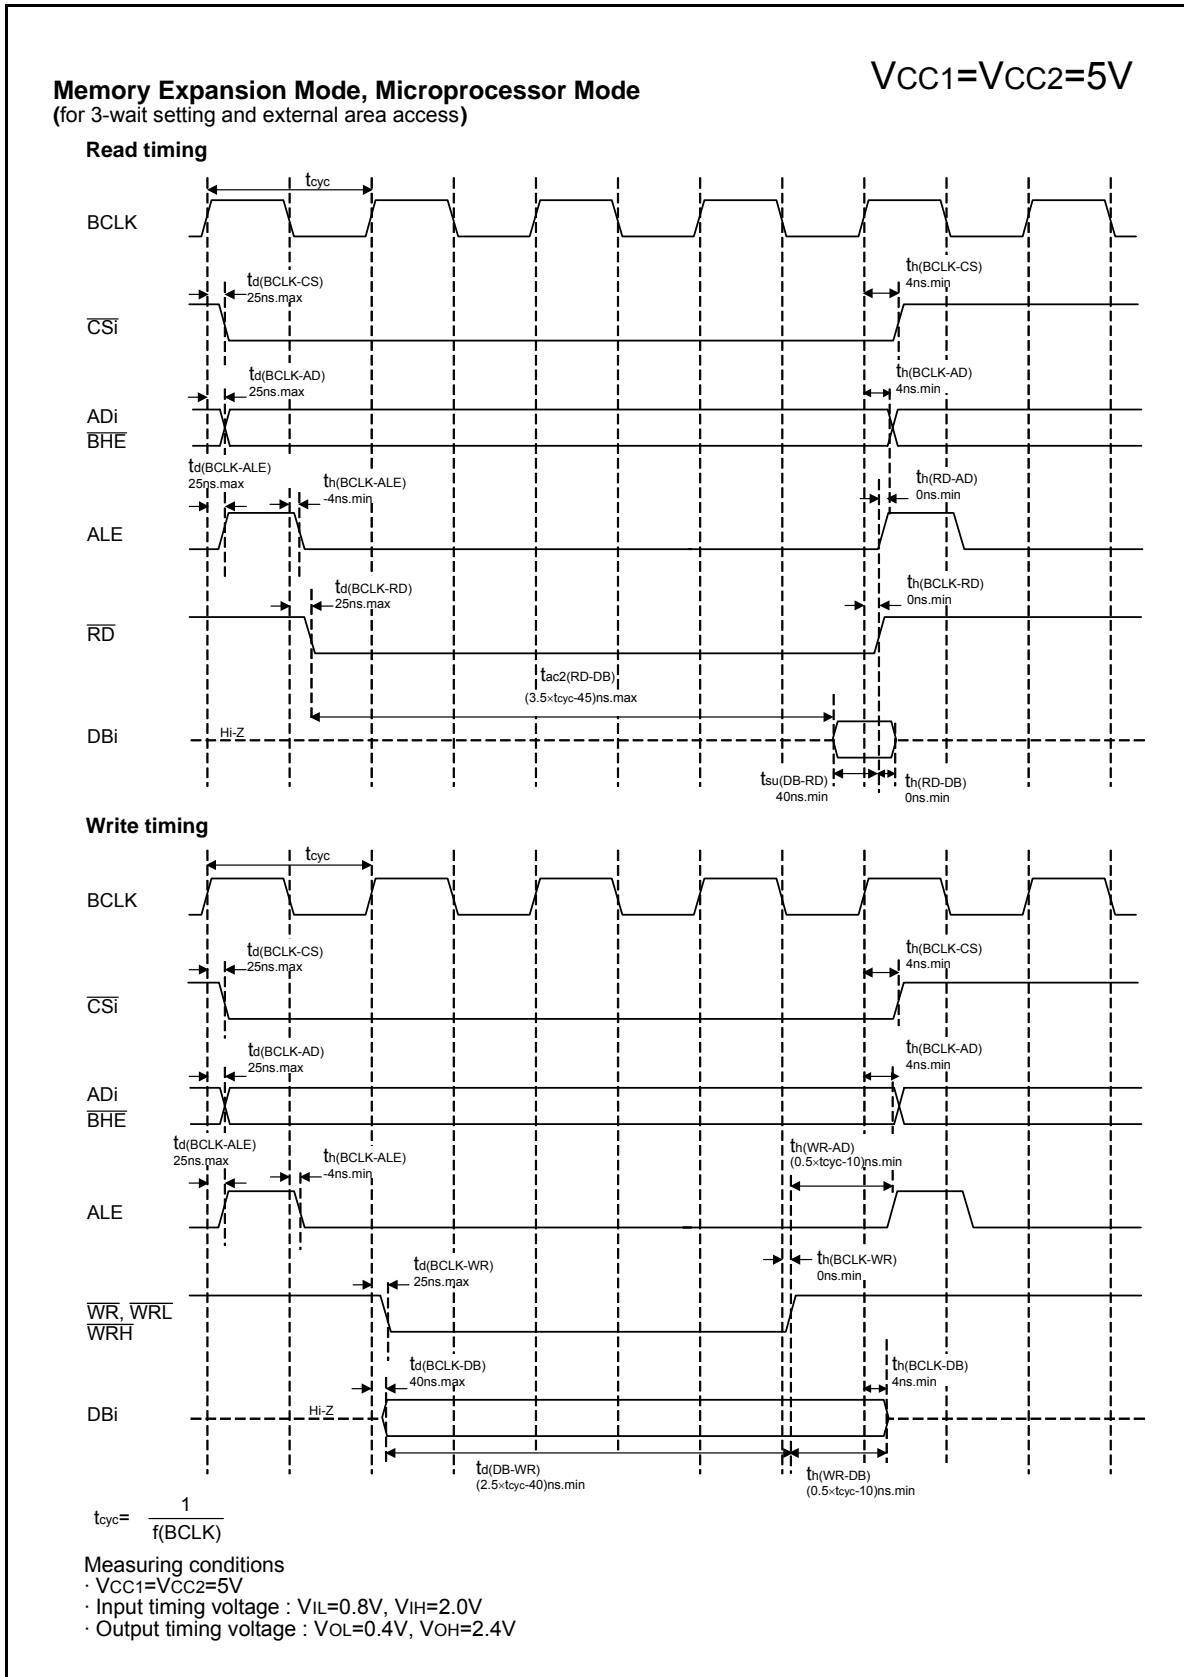 VCC1=VCC2=5V
Memory Expansion Mode, Microprocessor Mode
(for 3-wait setting and external area access)
Read timing
tcyc
BCLK
td(BCLK-CS)
25ns.max
th(BCLK-CS)
4ns.min
CSi
td(BCLK-AD)
25ns.max
th(BCLK-AD)
4ns.min
ADi
BHE
td(BCLK-ALE)
25ns.max
th(BCLK-ALE)
-4ns.min
th(RD-AD)
0ns.min
ALE
td(BCLK-RD)
25ns.max
th(BCLK-RD)
0ns.min
RD
tac2(RD-DB)
(3.5×tcyc-45)ns.max
DBi
Hi-Z
tsu(DB-RD)
40ns.min
th(RD-DB)
0ns.min
Write timing
tcyc
BCLK
td(BCLK-CS)
25ns.max
th(BCLK-CS)
4ns.min
CSi
td(BCLK-AD)
25ns.max
th(BCLK-AD)
4ns.min
ADi
BHE
td(BCLK-ALE)
25ns.max
th(BCLK-ALE)
-4ns.min
th(WR-AD)
(0.5×tcyc-10)ns.min
ALE
td(BCLK-WR)
25ns.max
th(BCLK-WR)
0ns.min
WR, WRL
WRH
td(BCLK-DB)
40ns.max
th(BCLK-DB)
4ns.min
DBi
Hi-Z
td(DB-WR)
(2.5×tcyc-40)ns.min
th(WR-DB)
(0.5×tcyc-10)ns.min
tcyc= 1
f(BCLK)
Measuring conditions
· VCC1=VCC2=5V
· Input timing voltage : VIL=0.8V, VIH=2.0V
· Output timing voltage : VOL=0.4V, VOH=2.4V